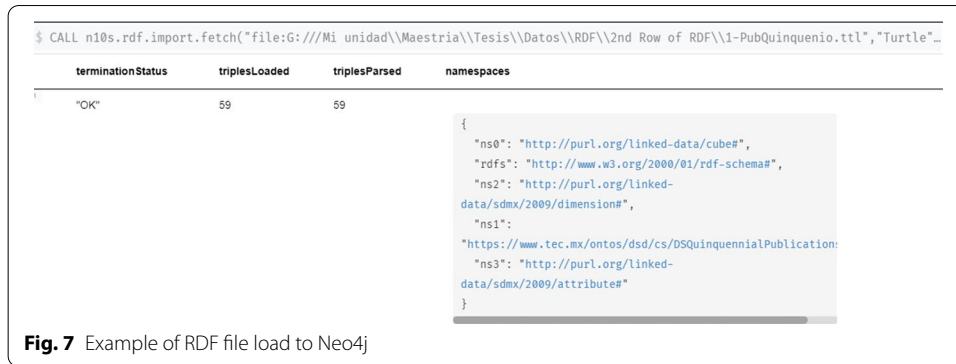 $ CALL n10s.rdf.import.fetch("file:G:///Mi unidad\\Maestria\\Tesis\\Datos\\RDF\\2nd Row of RDF\\1-PubQuinquenio.ttl","Turtle"…
terminationStatus triplesLoaded triplesParsed namespaces
"OK" 59 59
{
"ns0": "http://purl.org/linked-data/cube#",
"rdfs": "http://www.w3.org/2000/01/rdf-schema#",
"ns2": "http://purl.org/linked-
data/sdmx/2009/dimension#",
"ns1":
"https://www.tec.mx/ontos/dsd/cs/DSQuinquennialPublications
"ns3": "http://purl.org/linked-
data/sdmx/2009/attribute#"
}
Fig. 7 Example of RDF file load to Neo4j